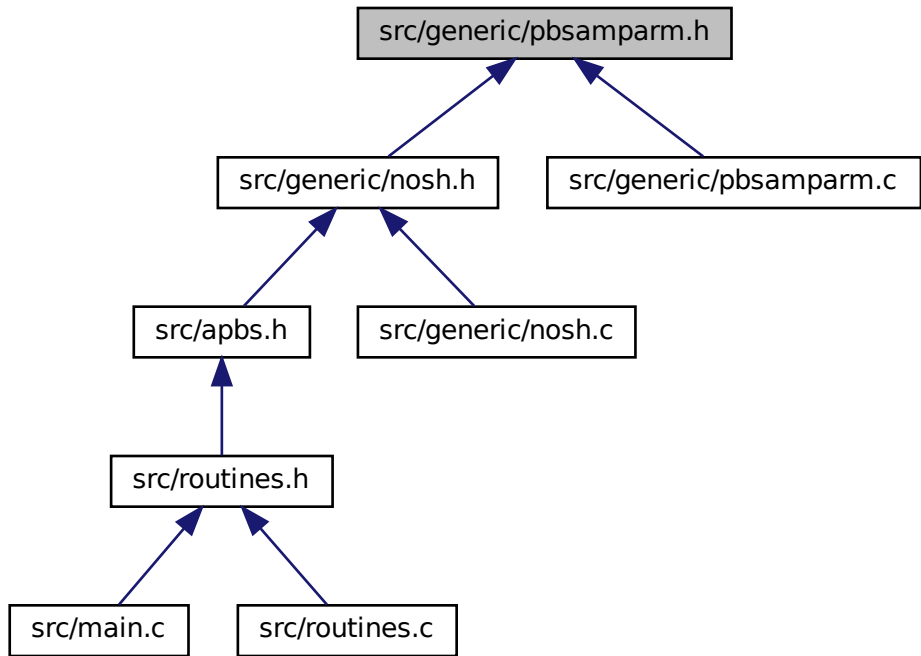 src/generic/pbsamparm.h
src/generic/nosh.h
src/generic/pbsamparm.c
src/apbs.h
src/generic/nosh.c
src/routines.h
src/main.c
src/routines.c